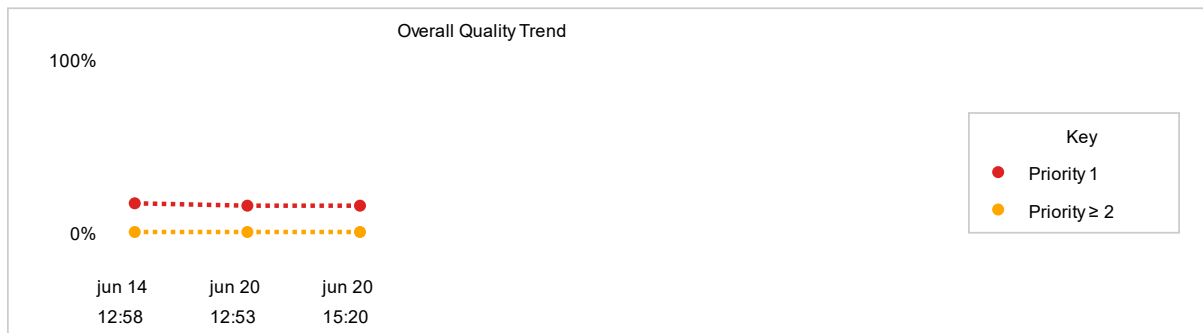 Overall Quality Trend
100%
0%
jun 14 12:58
jun 20 12:53
jun 20 15:20
Key
Priority 1
Priority ≥ 2